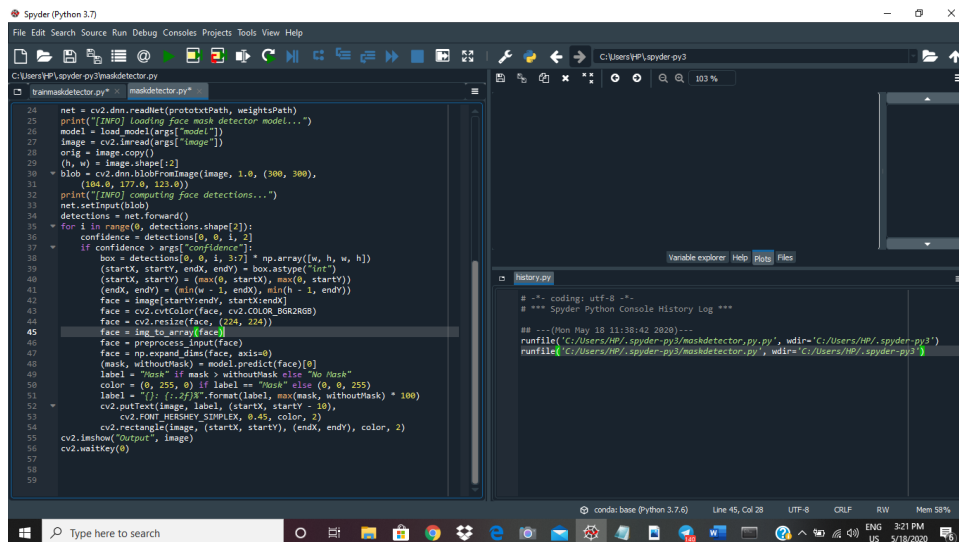 Spyder (Python 3.7)
File Edit Search Source Run Debug Consoles Projects Tools View Help
C:\Users\HP\.spyder-py3
C:\Users\HP\.spyder-py3\maskdetector.py
trainmaskdetector.py*
maskdetector.py*
103 %
24 net = cv2.dnn.readNet(prototxtPath, weightsPath)
25 print("[INFO] loading face mask detector model...")
26 model = load_model(args["model"])
27 image = cv2.imread(args["image"])
28 orig = image.copy()
29 (h, w) = image.shape[:2]
30 blob = cv2.dnn.blobFromImage(image, 1.0, (300, 300),
31 (104.0, 177.0, 123.0))
32 print("[INFO] computing face detections...")
33 net.setInput(blob)
34 detections = net.forward()
35 for i in range(0, detections.shape[2]):
36 confidence = detections[0, 0, i, 2]
37 if confidence > args["confidence"]:
38 box = detections[0, 0, i, 3:7] * np.array([w, h, w, h])
39 (startX, startY, endX, endY) = box.astype("int")
40 (startX, startY) = (max(0, startX), max(0, startY))
41 (endX, endY) = (min(w - 1, endX), min(h - 1, endY))
42 face = image[startY:endY, startX:endX]
43 face = cv2.cvtColor(face, cv2.COLOR_BGR2RGB)
44 face = cv2.resize(face, (224, 224))
45 face = img_to_array(face)
46 face = preprocess_input(face)
47 face = np.expand_dims(face, axis=0)
48 (mask, withoutMask) = model.predict(face)[0]
49 label = "Mask" if mask > withoutMask else "No Mask"
50 color = (0, 255, 0) if label == "Mask" else (0, 0, 255)
51 label = "{}: {:.2f}%".format(label, max(mask, withoutMask) * 100)
52 cv2.putText(image, label, (startX, startY - 10),
53 cv2.FONT_HERSHEY_SIMPLEX, 0.45, color, 2)
54 cv2.rectangle(image, (startX, startY), (endX, endY), color, 2)
55 cv2.imshow("Output", image)
56 cv2.waitKey(0)
57
58
59
Variable explorer Help Plots Files
history.py
# -*- coding: utf-8 -*-
# *** Spyder Python Console History Log ***
## ---(Mon May 18 11:38:42 2020)---
runfile('C:/Users/HP/.spyder-py3/maskdetector,py.py', wdir='C:/Users/HP/.spyder-py3')
runfile('C:/Users/HP/.spyder-py3/maskdetector.py', wdir='C:/Users/HP/.spyder-py3')
conda: base (Python 3.7.6) Line 45, Col 28 UTF-8 CRLF RW Mem 58%
Type here to search
ENG
US
3:21 PM
5/18/2020